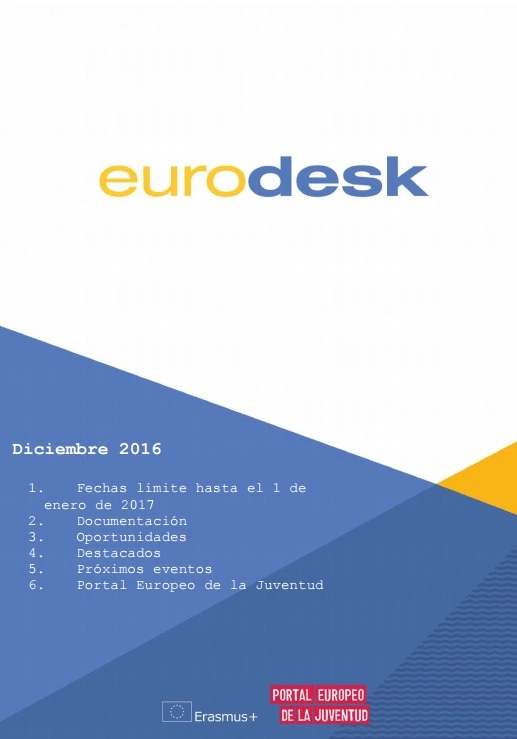 eurodesk
Diciembre 2016
1. Fechas límite hasta el 1 de
enero de 2017
2. Documentación
3. Oportunidades
4. Destacados
5. Próximos eventos
6. Portal Europeo de la Juventud
PORTAL EUROPEO
Erasmus+ DE LA JUVENTUD